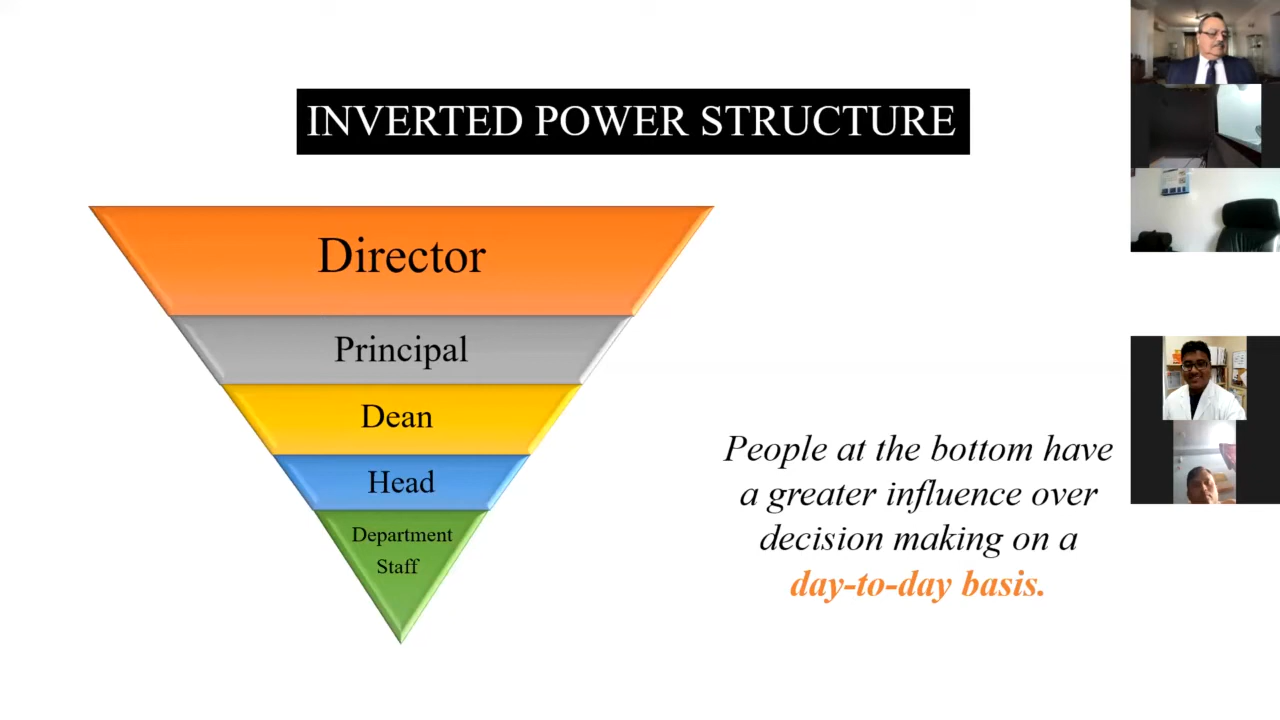 INVERTED POWER STRUCTURE
Director
Principal
Dean
Head
Department
Staff
People at the bottom have
a greater influence over
decision making on a
day-to-day basis.